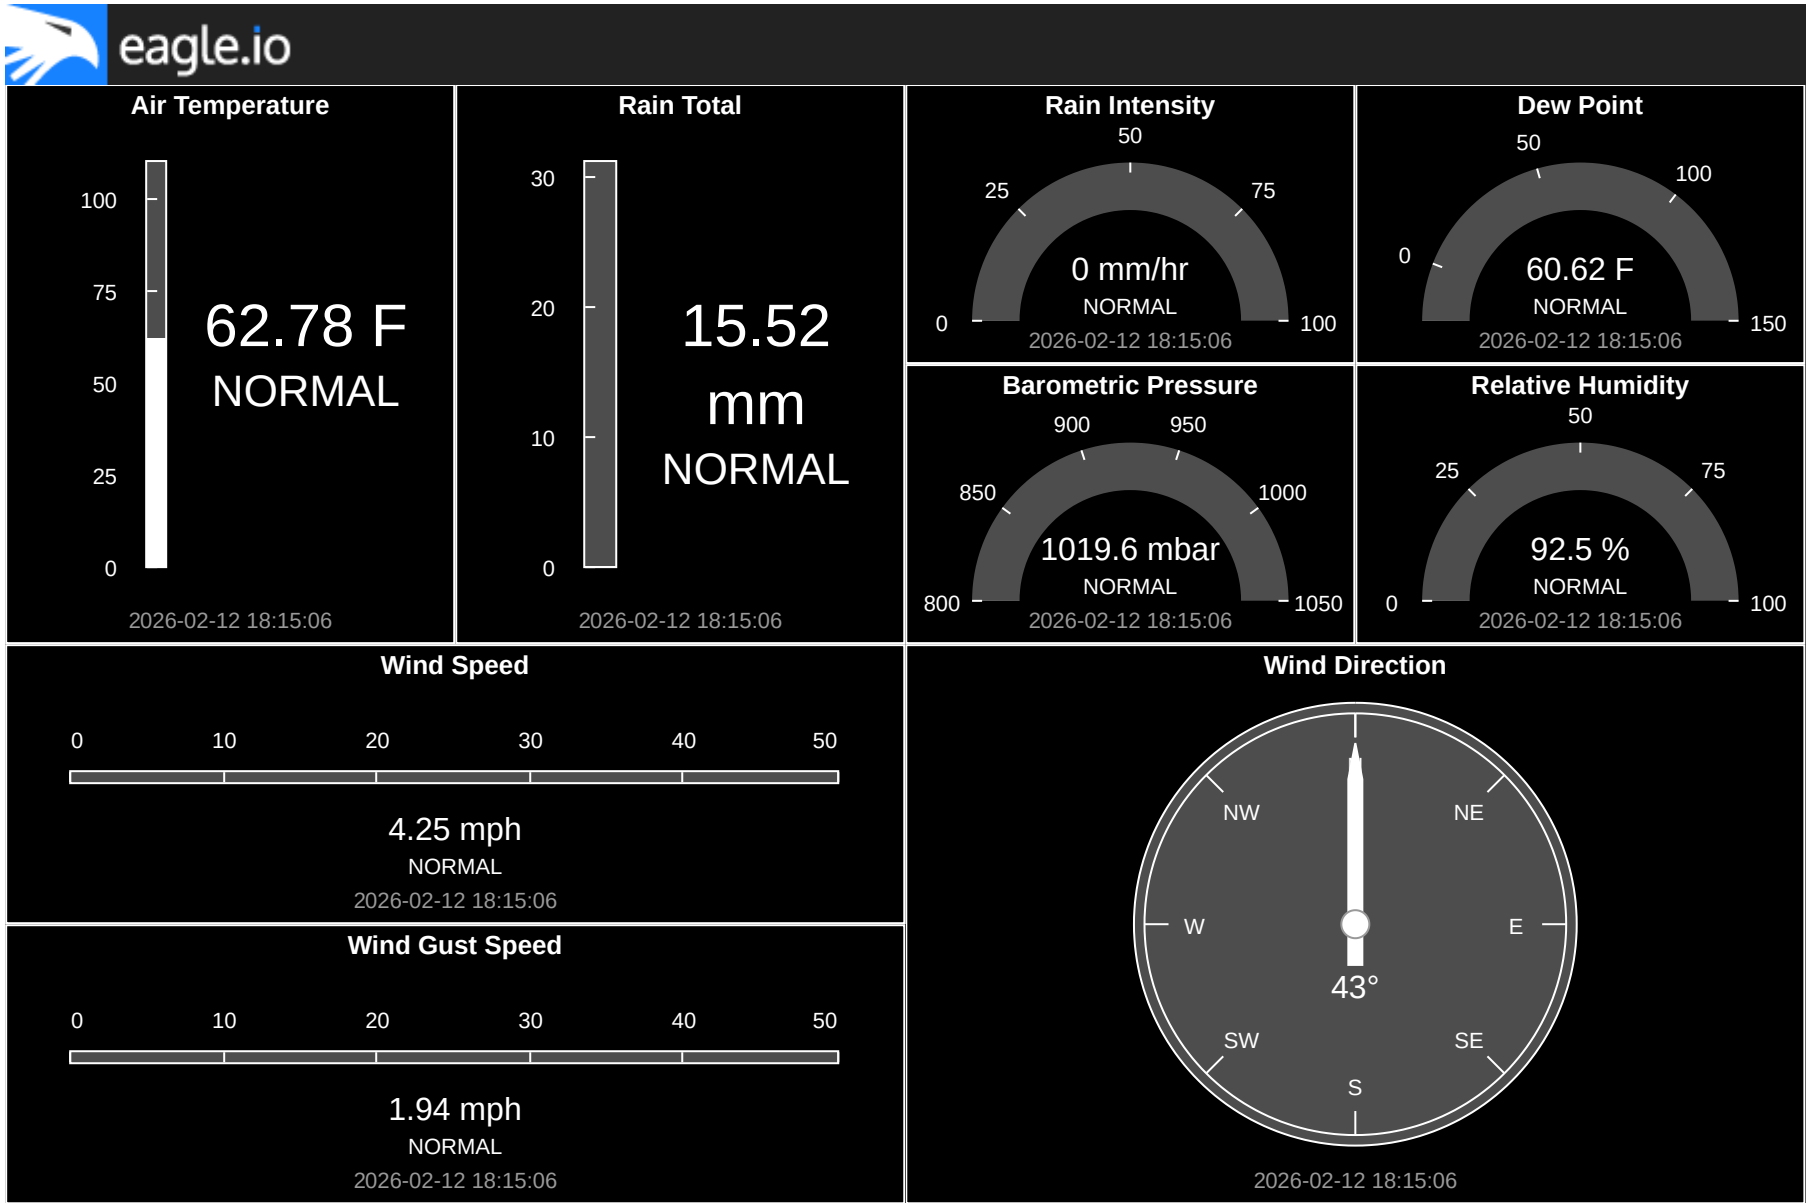 eagle.io
Air Temperature
100
75
50
25
0
62.78 F
NORMAL
2026-02-12 18:15:06
Rain Total
30
20
10
0
15.52
mm
NORMAL
2026-02-12 18:15:06
Rain Intensity
50
25
75
0
100
0 mm/hr
NORMAL
2026-02-12 18:15:06
Dew Point
50
100
0
150
60.62 F
NORMAL
2026-02-12 18:15:06
Barometric Pressure
900
950
850
1000
800
1050
1019.6 mbar
NORMAL
2026-02-12 18:15:06
Relative Humidity
50
25
75
0
100
92.5 %
NORMAL
2026-02-12 18:15:06
Wind Speed
0 10 20 30 40 50
4.25 mph
NORMAL
2026-02-12 18:15:06
Wind Gust Speed
0 10 20 30 40 50
1.94 mph
NORMAL
2026-02-12 18:15:06
Wind Direction
NW
NE
W
E
43°
SW
SE
S
2026-02-12 18:15:06